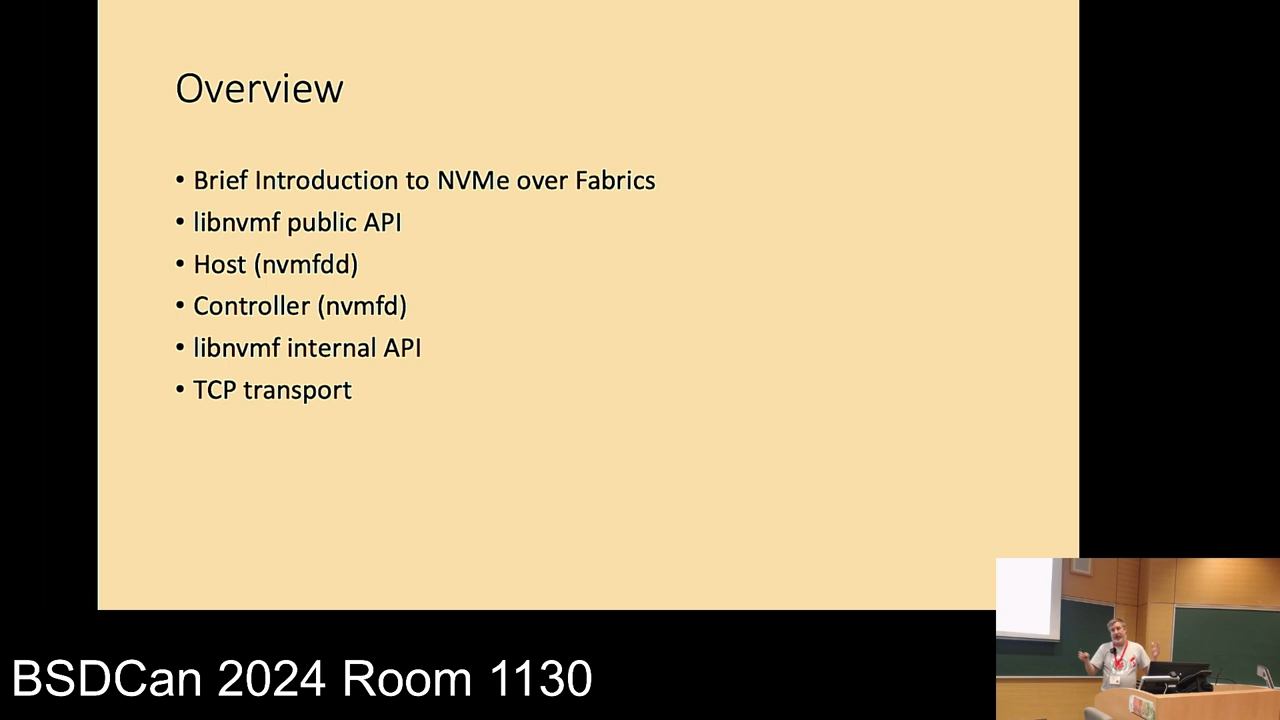 Overview
• Brief Introduction to NVMe over Fabrics
• libnvmf public API
• Host (nvmfdd)
• Controller (nvmfd)
• libnvmf internal API
• TCP transport
BSDCan 2024 Room 1130